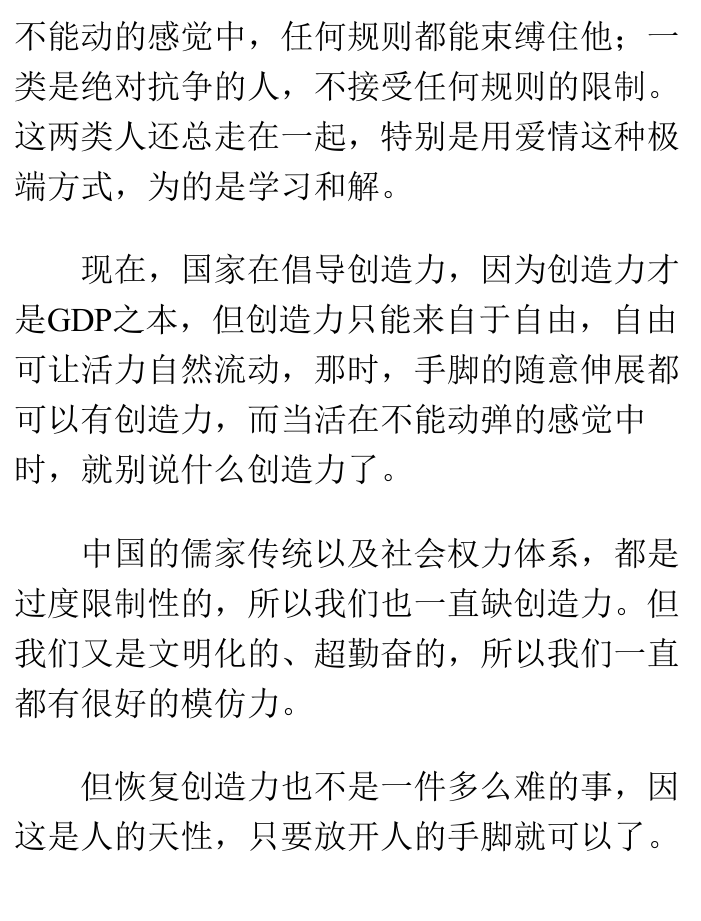 不能动的感觉中，任何规则都能束缚住他；一
类是绝对抗争的人，不接受任何规则的限制。
这两类人还总走在一起，特别是用爱情这种极
端方式，为的是学习和解。
现在，国家在倡导创造力，因为创造力才
是GDP之本，但创造力只能来自于自由，自由
可让活力自然流动，那时，手脚的随意伸展都
可以有创造力，而当活在不能动弹的感觉中
时，就别说什么创造力了。
中国的儒家传统以及社会权力体系，都是
过度限制性的，所以我们也一直缺创造力。但
我们又是文明化的、超勤奋的，所以我们一直
都有很好的模仿力。
但恢复创造力也不是一件多么难的事，因
这是人的天性，只要放开人的手脚就可以了。